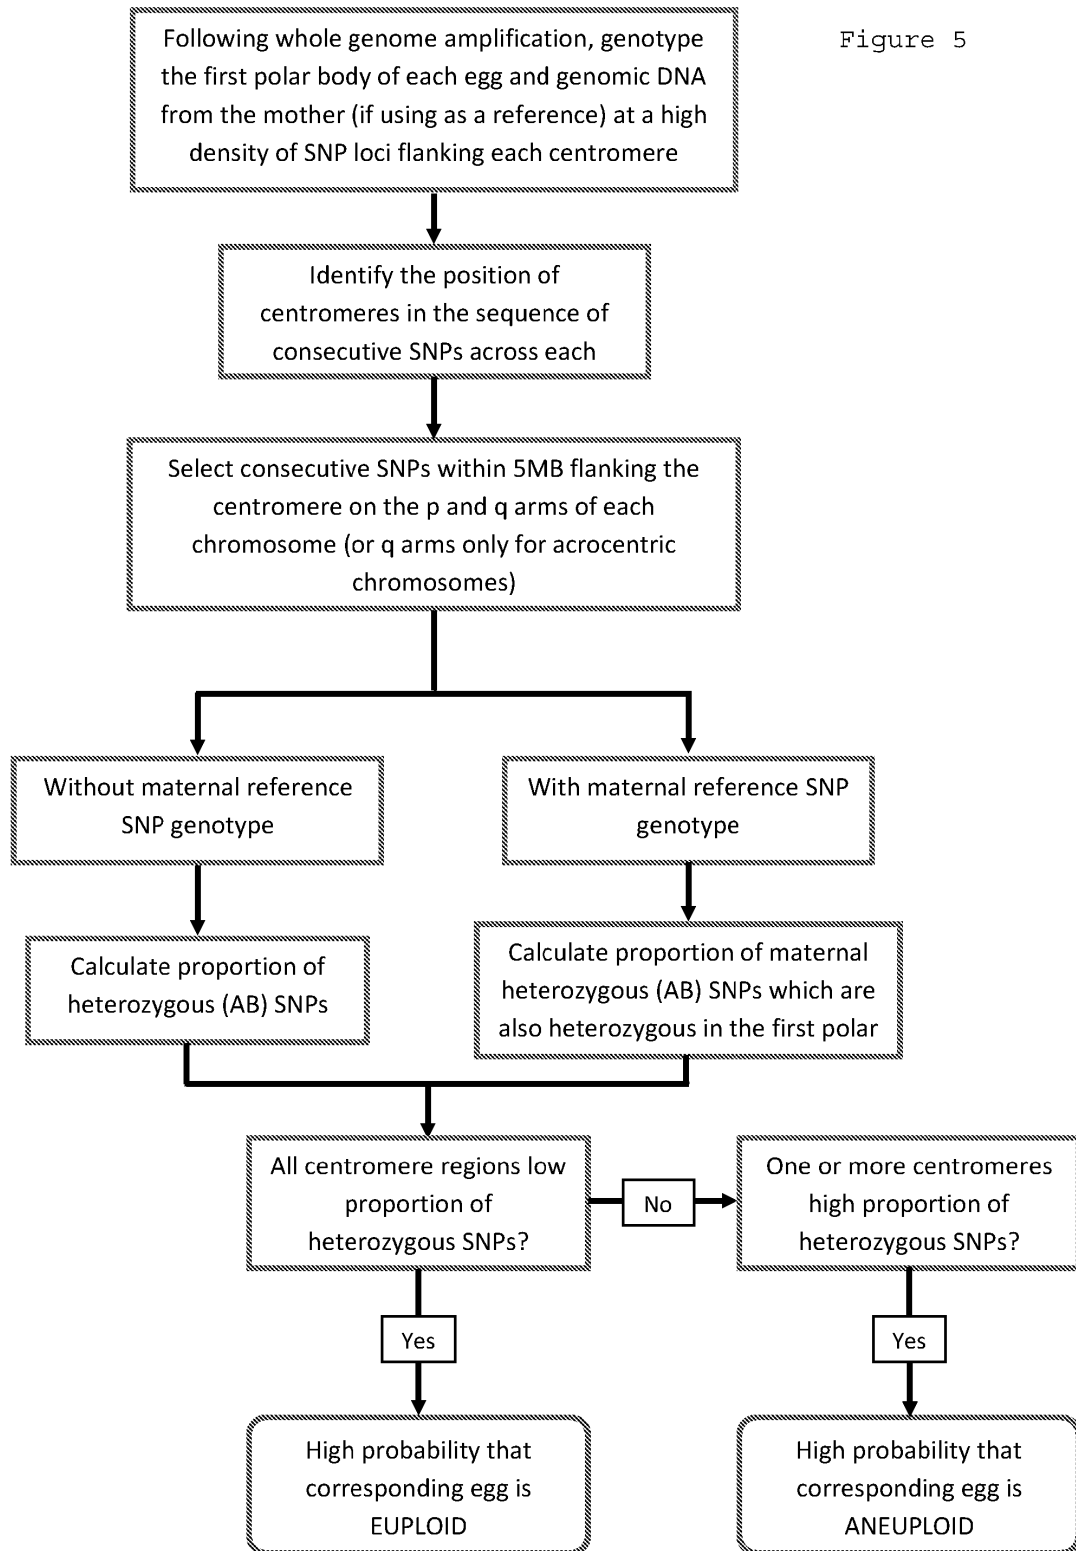 Figure 5
Following whole genome amplification, genotype
the first polar body of each egg and genomic DNA
from the mother (if using as a reference) at a high
density of SNP loci flanking each centromere
Identify the position of
centromeres in the sequence of
consecutive SNPs across each
Select consecutive SNPs within 5MB flanking the
centromere on the p and q arms of each
chromosome (or q arms only for acrocentric
chromosomes)
Without maternal reference
SNP genotype
With maternal reference SNP
genotype
Calculate proportion of
heterozygous (AB) SNPs
Calculate proportion of maternal
heterozygous (AB) SNPs which are
also heterozygous in the first polar
All centromere regions low
proportion of
heterozygous SNPs?
No
One or more centromeres
high proportion of
heterozygous SNPs?
Yes
Yes
High probability that
corresponding egg is
EUPLOID
High probability that
corresponding egg is
ANEUPLOID